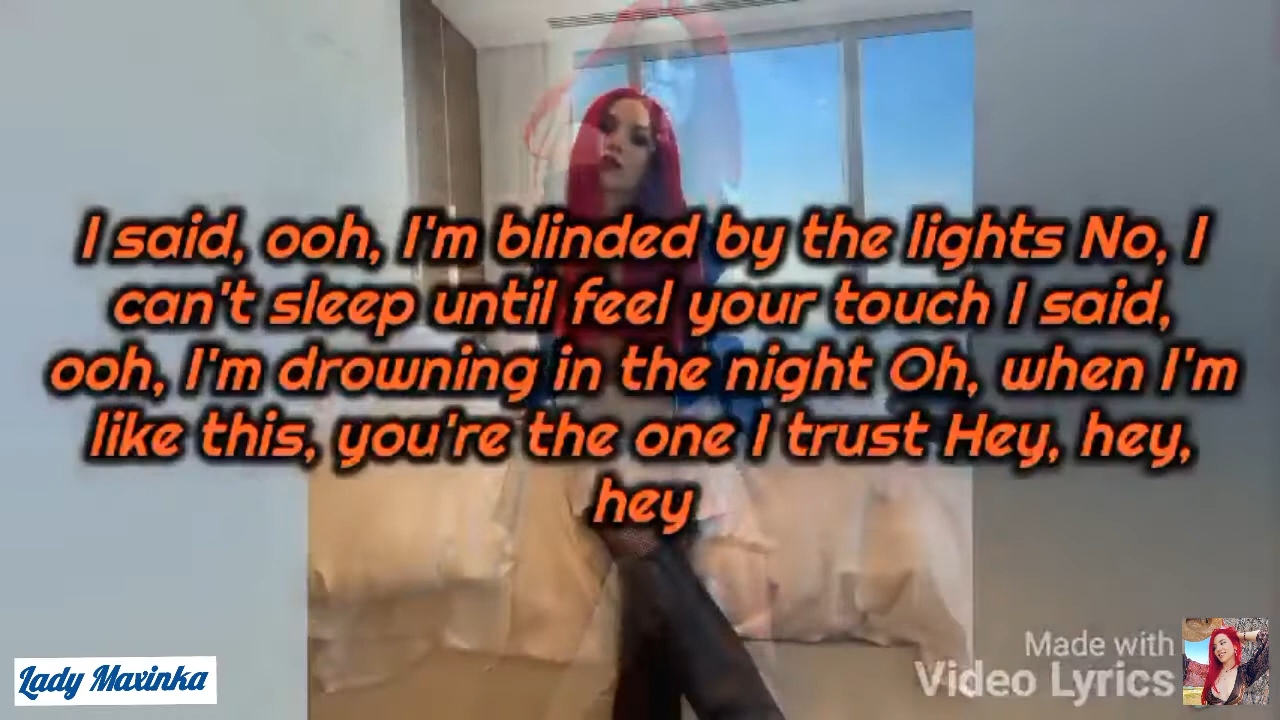 I said, ooh, I'm blinded by the lights No, I
can't sleep until feel your touch I said,
ooh, I'm drowning in the night Oh, when I'm
like this, you're the one I trust Hey, hey,
hey
Made with
Video Lyrics
Lady Maxinka